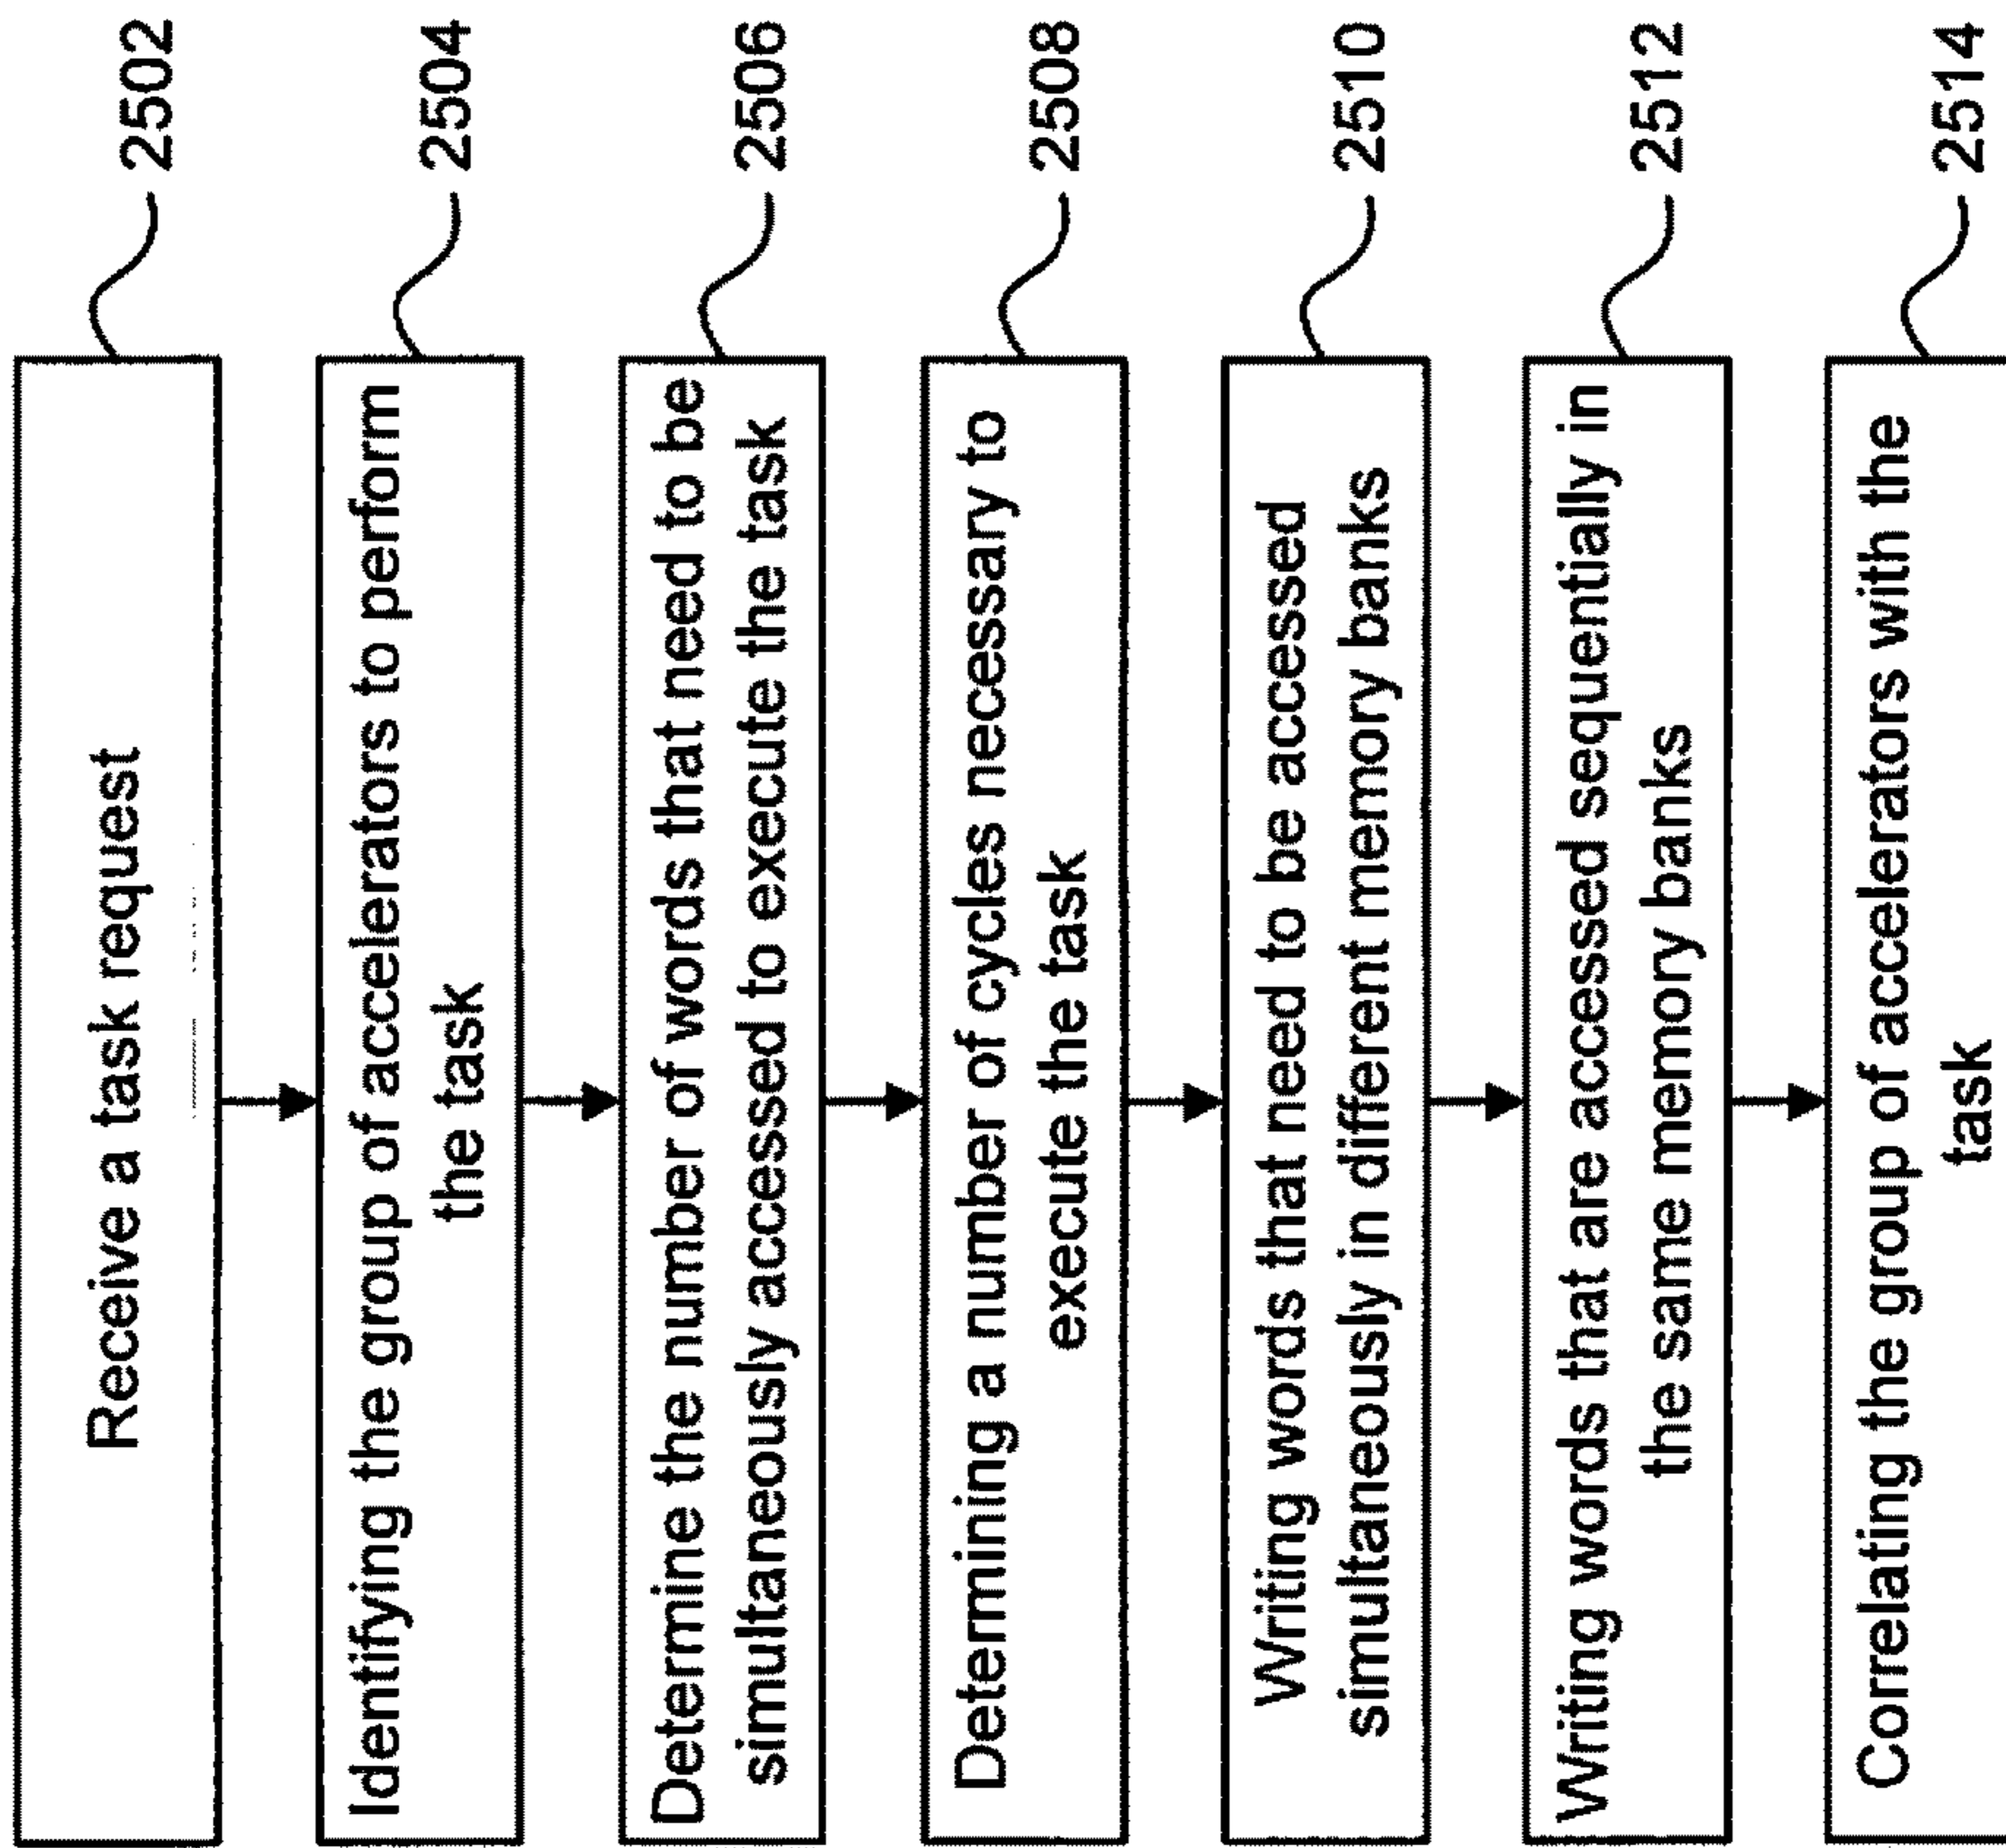 Receive a task request
2502
Identifying the group of accelerators to perform
the task
2504
Determine the number of words that need to be
simultaneously accessed to execute the task
2506
Determining a number of cycles necessary to
execute the task
2508
Writing words that need to be accessed
simultaneously in different memory banks
2510
Writing words that are accessed sequentially in
the same memory banks
2512
Correlating the group of accelerators with the
task
2514